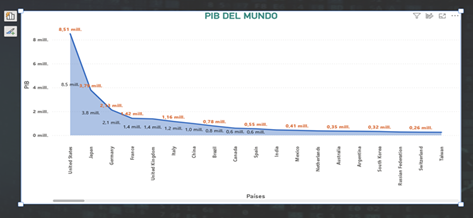 PIB DEL MUNDO
8,51 mill.
8 mill.
6 mill.
4 mill.
2 mill.
0 mill.
PIB
8.5 mill.
3.8 mill.
2.1 mill.
1.4 mill.
1.4 mill.
1.16 mill.
1.2 mill.
1.0 mill.
0.78 mill.
0.8 mill.
0.6 mill.
0.55 mill.
0.6 mill.
0.41 mill.
0.35 mill.
0.32 mill.
0.26 mill.
United States
Japan
Germany
France
United Kingdom
Italy
China
Brazil
Canada
Spain
India
Mexico
Netherlands
Australia
Argentina
South Korea
Russian Federation
Switzerland
Taiwan
Países